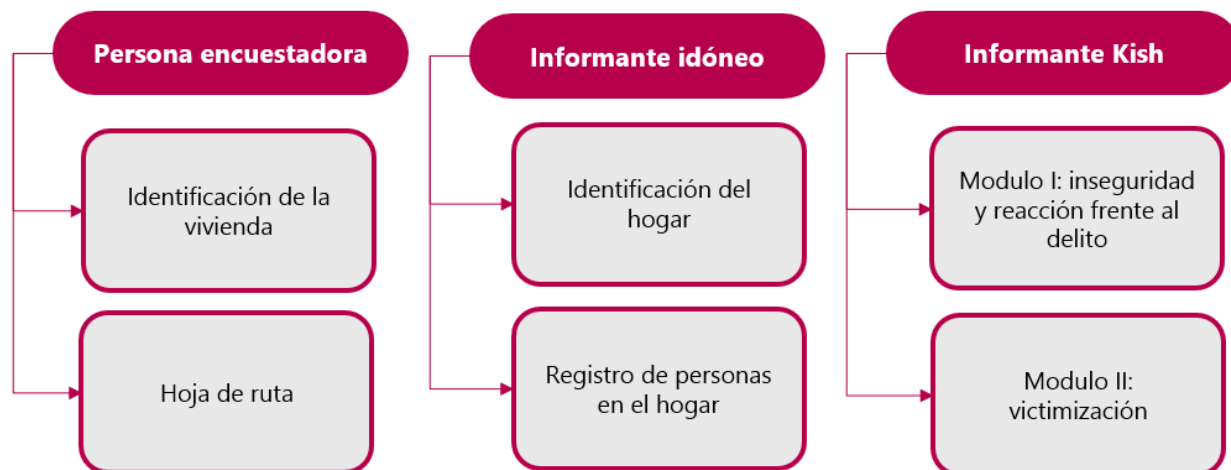 Persona encuestadora
Identificación de la
vivienda
Hoja de ruta
Informante idóneo
Identificación del
hogar
Registro de personas
en el hogar
Informante Kish
Modulo I: inseguridad
y reacción frente al
delito
Modulo II:
victimización